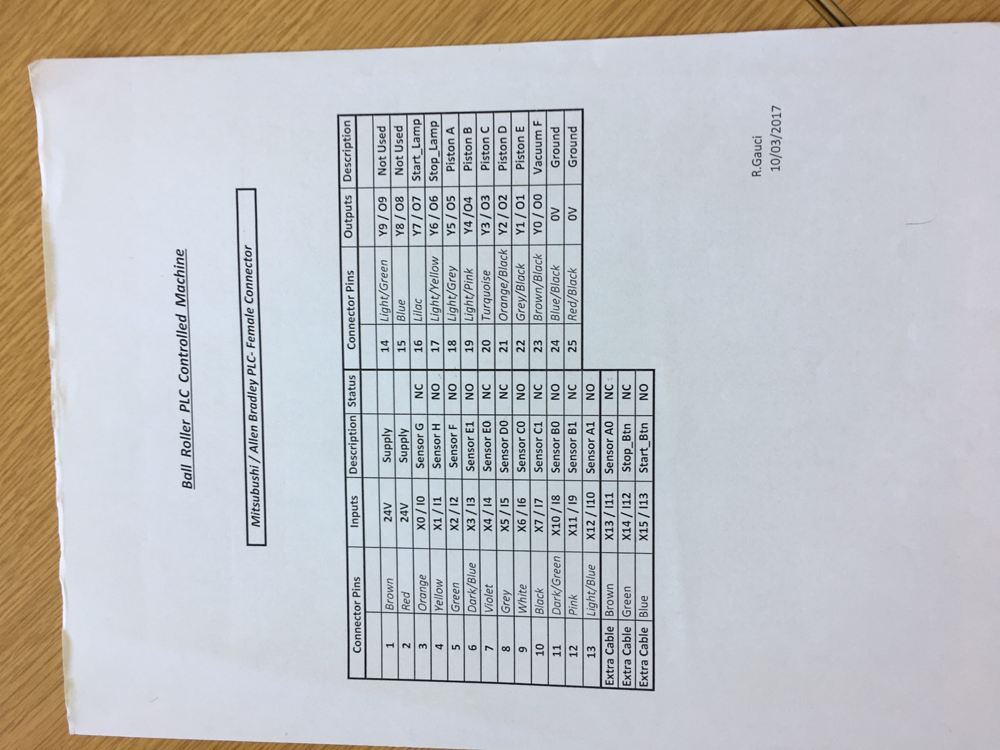 Ball Roller PLC Controlled Machine
Mitsubushi / Allen Bradley PLC- Female Connector
Connector Pins Inputs Description Status Connector Pins Outputs Description
1 Brown 24V Supply 14 Light/Green Y9 / O9 Not Used
2 Red 24V Supply 15 Blue Y8 / O8 Not Used
3 Orange X0 / I0 Sensor G NC 16 Lilac Y7 / O7 Start_Lamp
4 Yellow X1 / I1 Sensor H NO 17 Light/Yellow Y6 / O6 Stop_Lamp
5 Green X2 / I2 Sensor F NO 18 Light/Grey Y5 / O5 Piston A
6 Dark/Blue X3 / I3 Sensor E1 NO 19 Light/Pink Y4 / O4 Piston B
7 Violet X4 / I4 Sensor E0 NC 20 Turquoise Y3 / O3 Piston C
8 Grey X5 / I5 Sensor D0 NC 21 Orange/Black Y2 / O2 Piston D
9 White X6 / I6 Sensor C0 NO 22 Grey/Black Y1 / O1 Piston E
10 Black X7 / I7 Sensor C1 NC 23 Brown/Black Y0 / O0 Vacuum F
11 Dark/Green X10 / I8 Sensor B0 NO 24 Blue/Black 0V Ground
12 Pink X11 / I9 Sensor B1 NC 25 Red/Black 0V Ground
13 Light/Blue X12 / I10 Sensor A1 NO
Extra Cable Brown X13 / I11 Sensor A0 NC
Extra Cable Green X14 / I12 Stop_Btn NC
Extra Cable Blue X15 / I13 Start_Btn NO
R.Gauci
10/03/2017